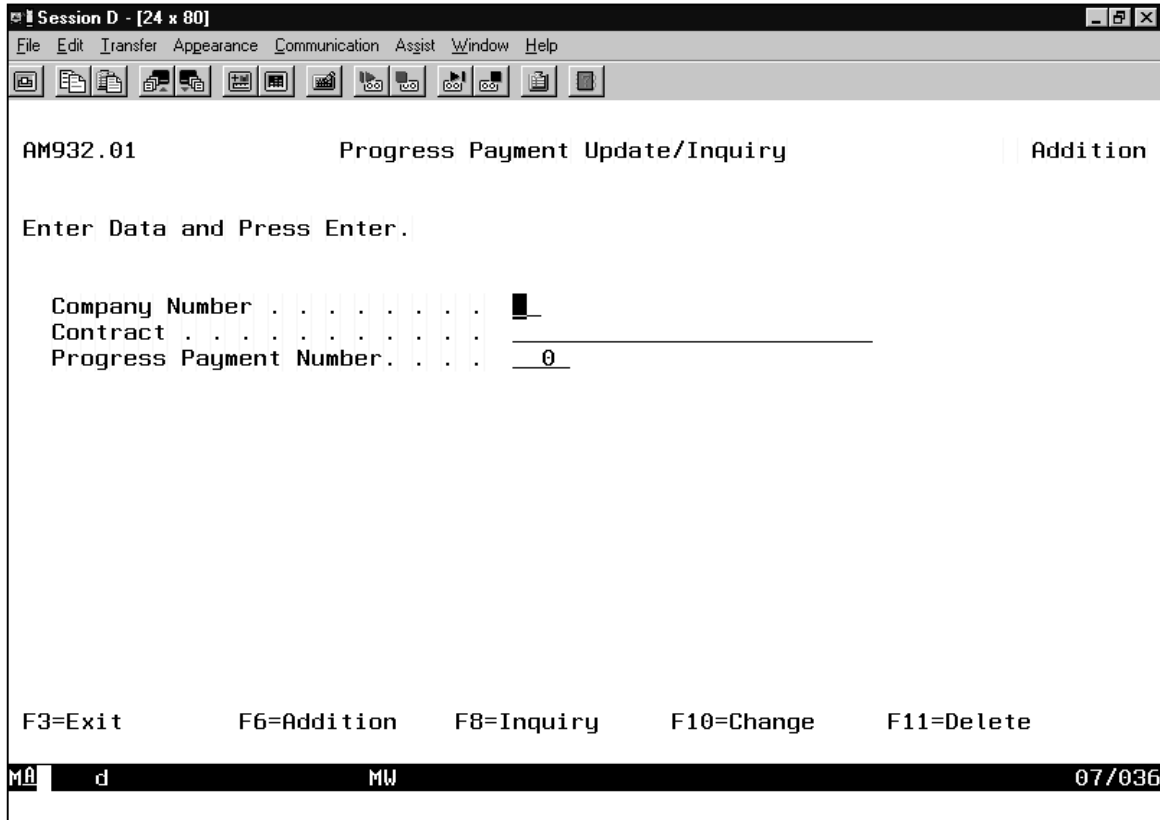 Session D - [24 x 80]
File Edit Transfer Appearance Communication Assist Window Help
AM932.01 Progress Payment Update/Inquiry Addition
Enter Data and Press Enter.
Company Number . . . . . . . .
Contract . . . . . . . . . . .
Progress Payment Number. . . . 0
F3=Exit F6=Addition F8=Inquiry F10=Change F11=Delete
MA d MW 07/036